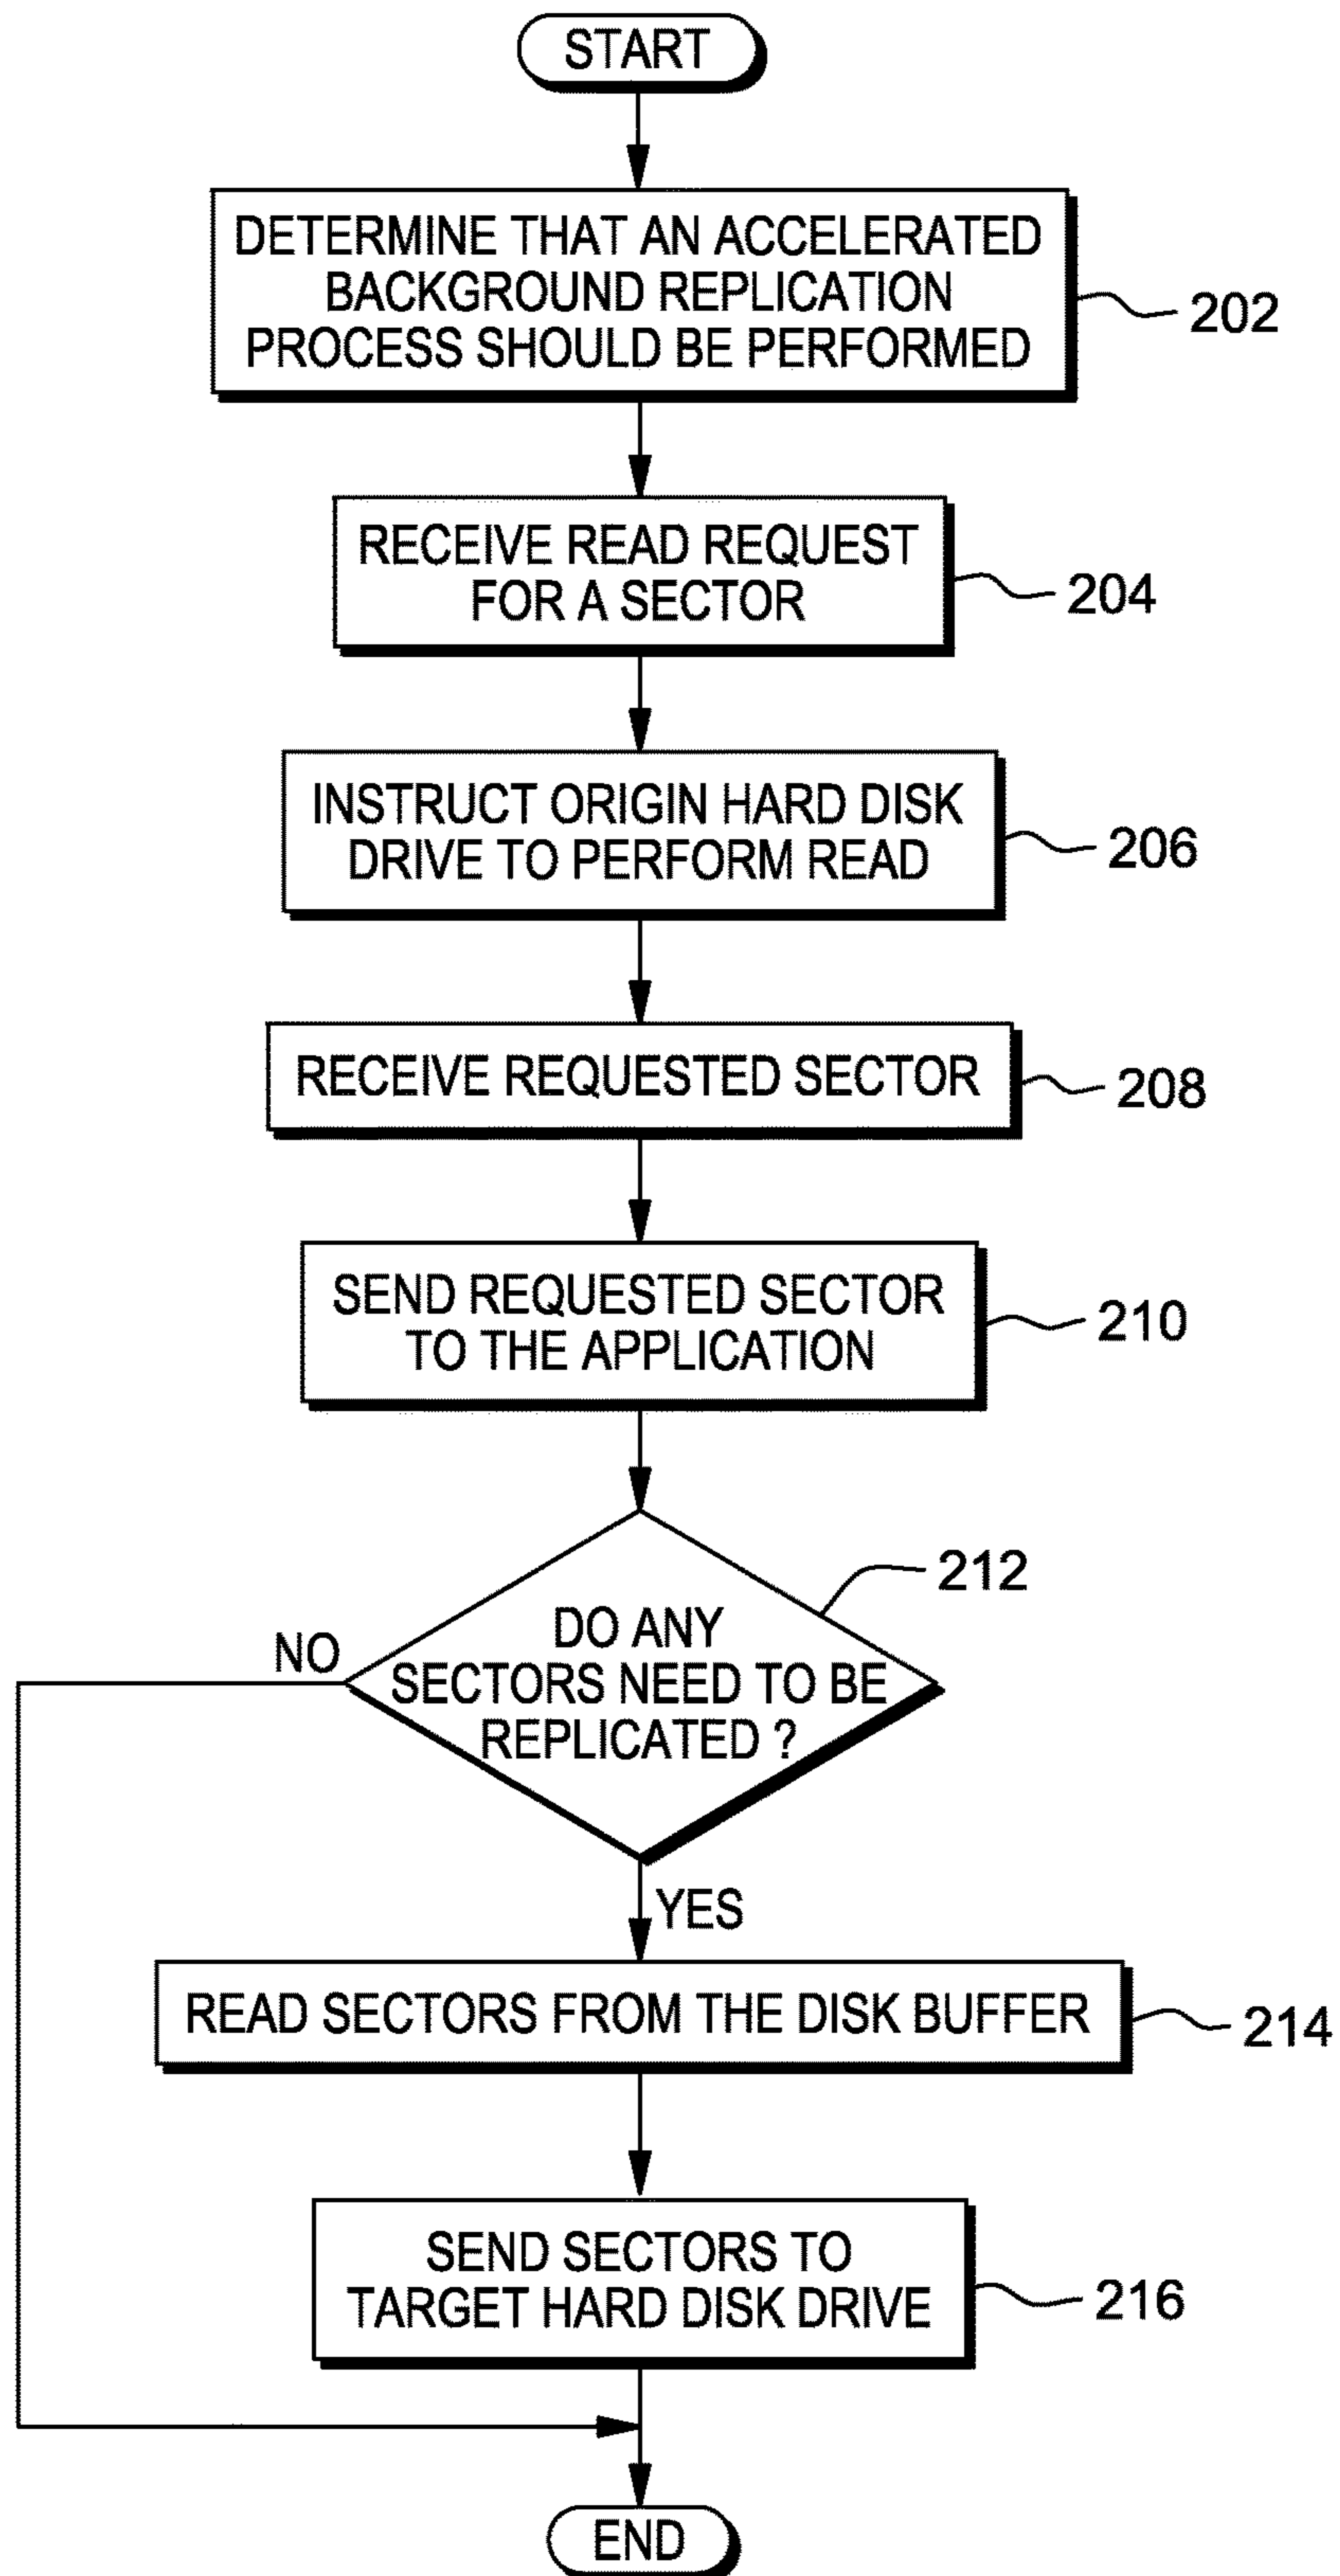 START
DETERMINE THAT AN ACCELERATED
BACKGROUND REPLICATION
PROCESS SHOULD BE PERFORMED
202
RECEIVE READ REQUEST
FOR A SECTOR
204
INSTRUCT ORIGIN HARD DISK
DRIVE TO PERFORM READ
206
RECEIVE REQUESTED SECTOR
208
SEND REQUESTED SECTOR
TO THE APPLICATION
210
212
DO ANY
SECTORS NEED TO BE
REPLICATED ?
NO
YES
READ SECTORS FROM THE DISK BUFFER
214
SEND SECTORS TO
TARGET HARD DISK DRIVE
216
END